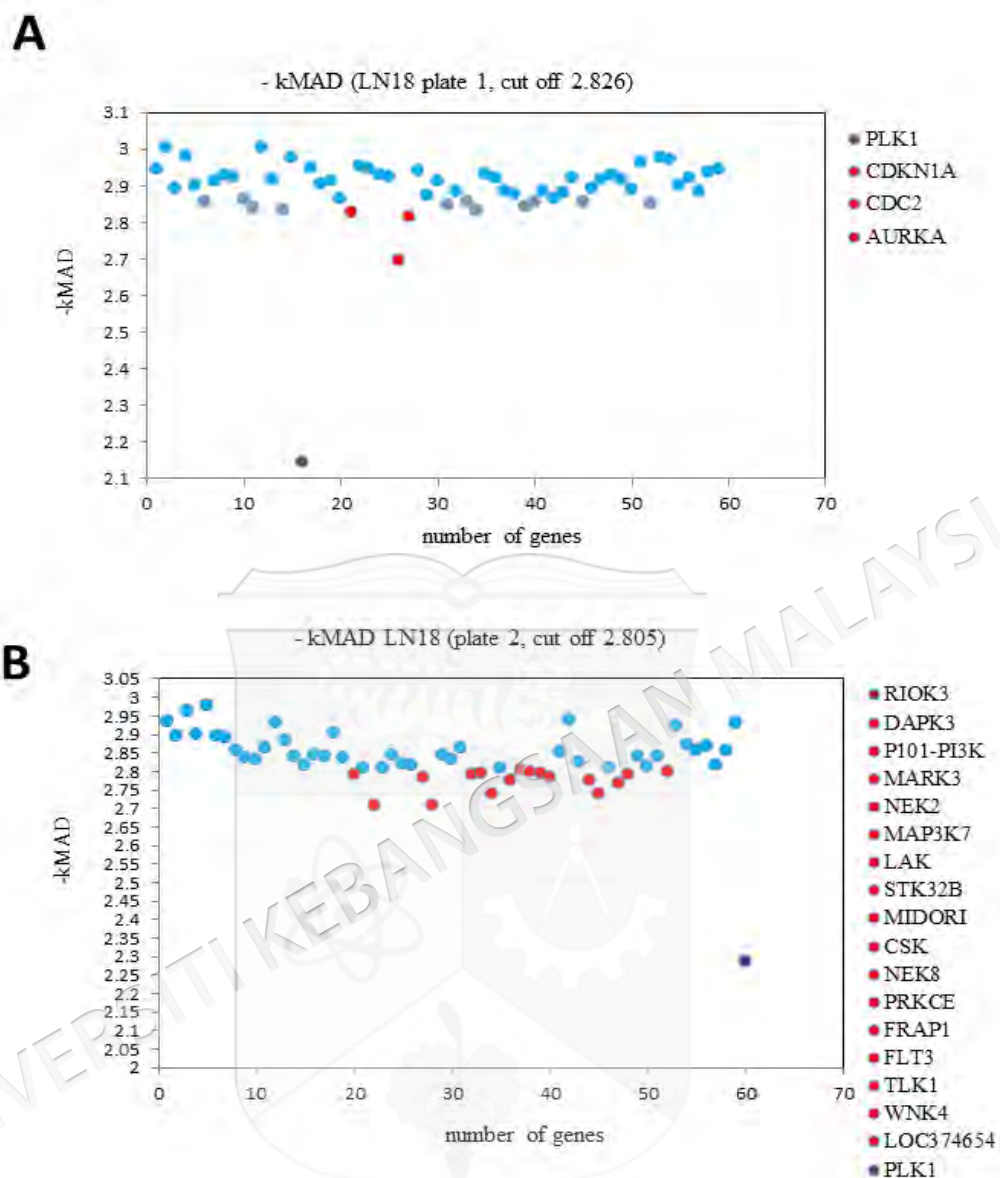 A
- kMAD (LN18 plate 1, cut off 2.826)
3.1
3
2.9
2.8
2.7
2.6
2.5
2.4
2.3
2.2
2.1
-kMAD
0 10 20 30 40 50 60 70
number of genes
PLK1
CDKN1A
CDC2
AURKA
B
- kMAD LN18 (plate 2, cut off 2.805)
3.05
3
2.95
2.9
2.85
2.8
2.75
2.7
2.65
2.6
2.55
2.5
2.45
2.4
2.35
2.3
2.25
2.2
2.15
2.1
2.05
2
-kMAD
0 10 20 30 40 50 60 70
number of genes
RIOK3
DAPK3
P101-PI3K
MARK3
NEK2
MAP3K7
LAK
STK32B
MIDORI
CSK
NEK8
PRKCE
FRAP1
FLT3
TLK1
WNK4
LOC374654
PLK1
VERSITI KEBANGSAAN MALAYSI